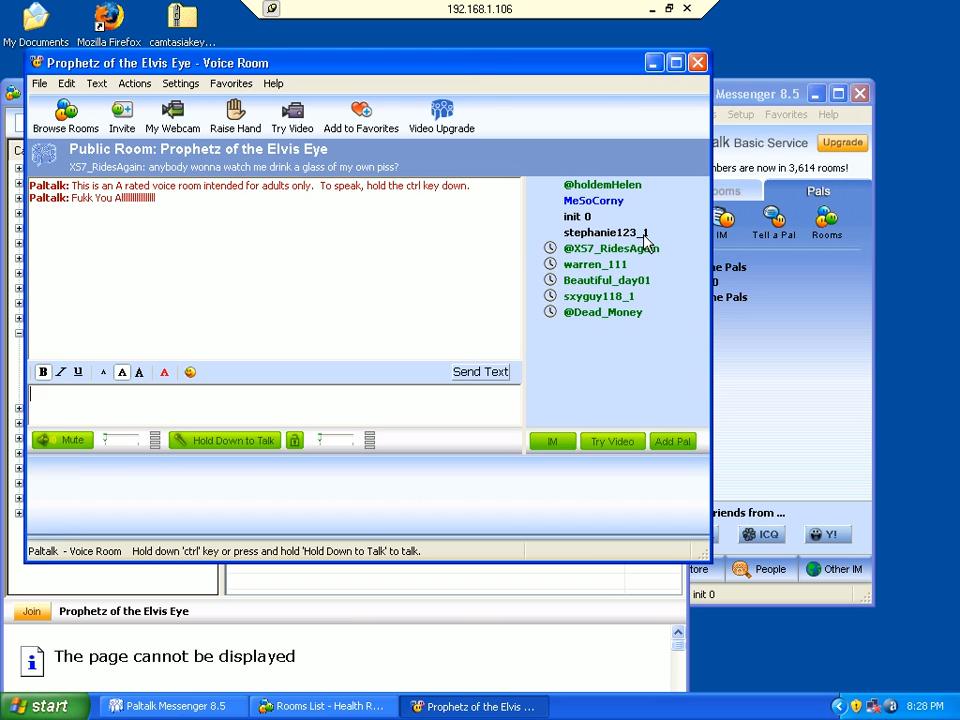 192.168.1.106
My Documents
Mozilla Firefox
camtasiakey...
Prophetz of the Elvis Eye - Voice Room
File Edit Text Actions Settings Favorites Help
Browse Rooms Invite My Webcam Raise Hand Try Video Add to Favorites Video Upgrade
Public Room: Prophetz of the Elvis Eye
XS7_RidesAgain: anybody wonna watch me drink a glass of my own piss?
Paltalk: This is an A rated voice room intended for adults only. To speak, hold the ctrl key down.
Paltalk: Fukk You Allllllllllllllll
@holdemHelen
MeSoCorny
init 0
stephanie123_1
@XS7_RidesAgain
warren_111
Beautiful_day01
sxyguy118_1
@Dead_Money
B I U A A A A
Send Text
Mute
Hold Down to Talk
IM Try Video Add Pal
Paltalk - Voice Room Hold down 'ctrl' key or press and hold 'Hold Down to Talk' to talk.
Messenger 8.5
Setup Favorites Help
alk Basic Service Upgrade
nbers are now in 3,614 rooms!
ooms Pals
IM Tell a Pal Rooms
ne Pals
0
ne Pals
riends from ...
ICQ Y!
tore People Other IM
init 0
Ca
Join Prophetz of the Elvis Eye
The page cannot be displayed
start
Paltalk Messenger 8.5
Rooms List - Health R...
Prophetz of the Elvis ...
8:28 PM